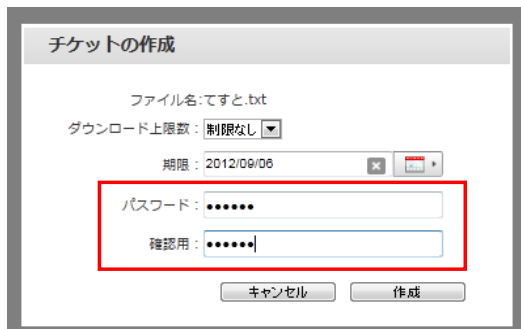 チケットの作成
ファイル名:てすと.txt
ダウンロード上限数：制限なし
期限：2012/09/06
パスワード：●●●●●●
確認用：●●●●●●
キャンセル 作成